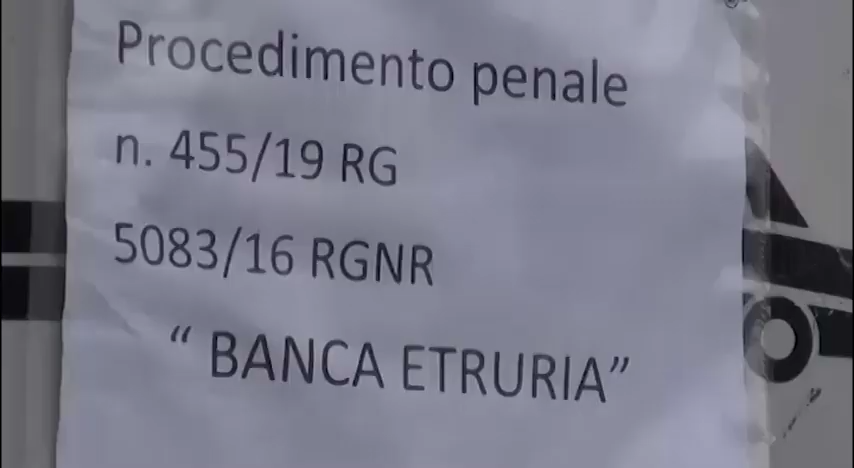 Procedimento penale
n. 455/19 RG
5083/16 RGNR
“ BANCA ETRURIA”